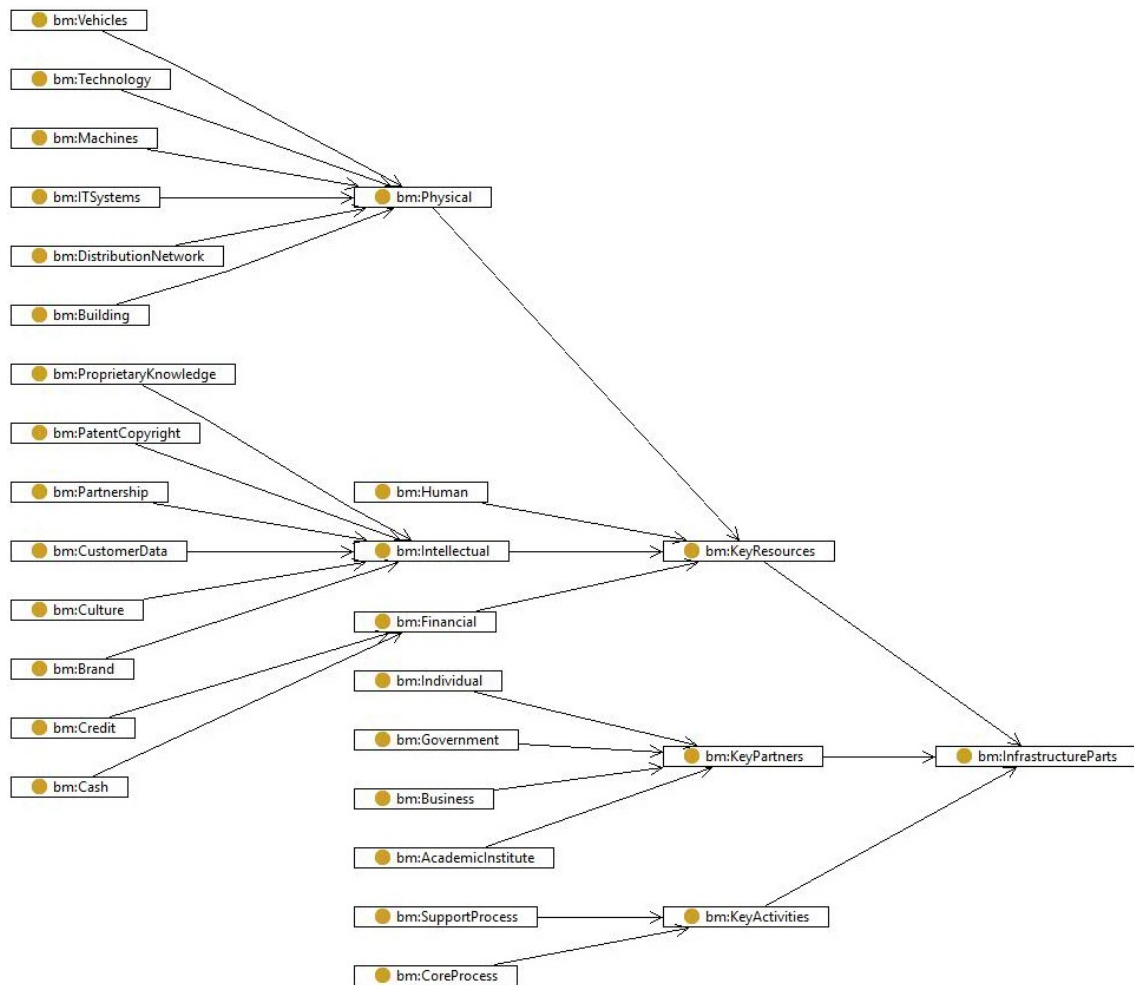 bm:Vehicles
bm:Technology
bm:Machines
bm:ITSystems
bm:DistributionNetwork
bm:Building
bm:ProprietaryKnowledge
bm:PatentCopyright
bm:Partnership
bm:CustomerData
bm:Culture
bm:Brand
bm:Credit
bm:Cash
bm:Physical
bm:Human
bm:Intellectual
bm:Financial
bm:Individual
bm:Government
bm:Business
bm:AcademicInstitute
bm:SupportProcess
bm:CoreProcess
bm:KeyResources
bm:KeyPartners
bm:KeyActivities
bm:InfrastructureParts